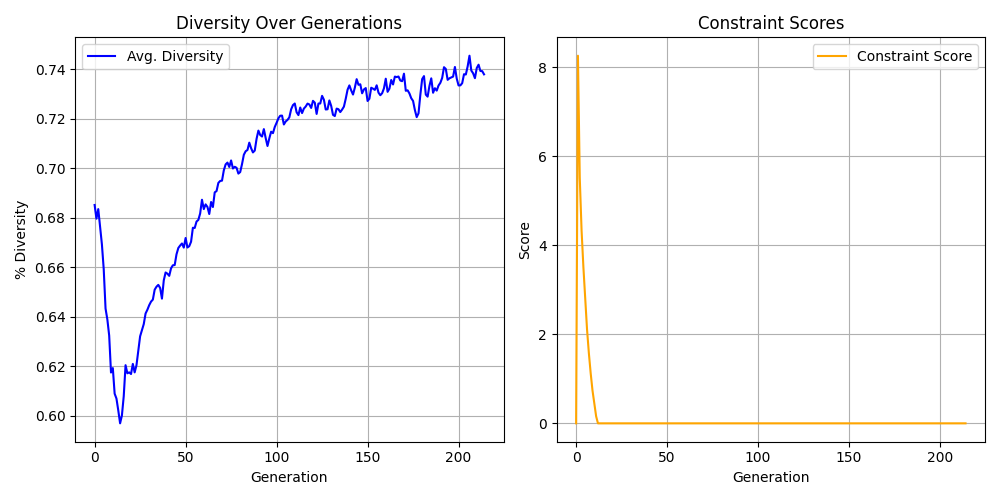 Diversity Over Generations
Avg. Diversity
% Diversity
0.74
0.72
0.70
0.68
0.66
0.64
0.62
0.60
0 50 100 150 200
Generation
Constraint Scores
Constraint Score
Score
8
6
4
2
0
0 50 100 150 200
Generation